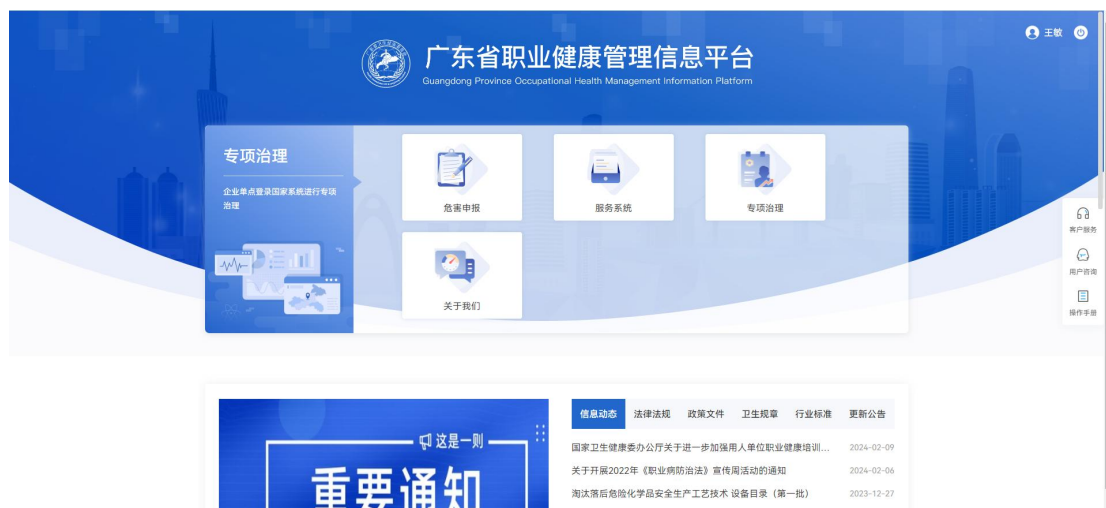 王敏
广东省职业健康管理信息平台
Guangdong Province Occupational Health Management Information Platform
专项治理
企业单点登录国家系统进行专项
治理
危害申报
服务系统
专项治理
关于我们
客户服务
用户咨询
操作手册
这是一则
重要通知
信息动态 法律法规 政策文件 卫生规章 行业标准 更新公告
国家卫生健康委办公厅关于进一步加强用人单位职业健康培训... 2024-02-09
关于开展2022年《职业病防治法》宣传周活动的通知 2024-02-06
淘汰落后危险化学品安全生产工艺技术 设备目录（第一批） 2023-12-27